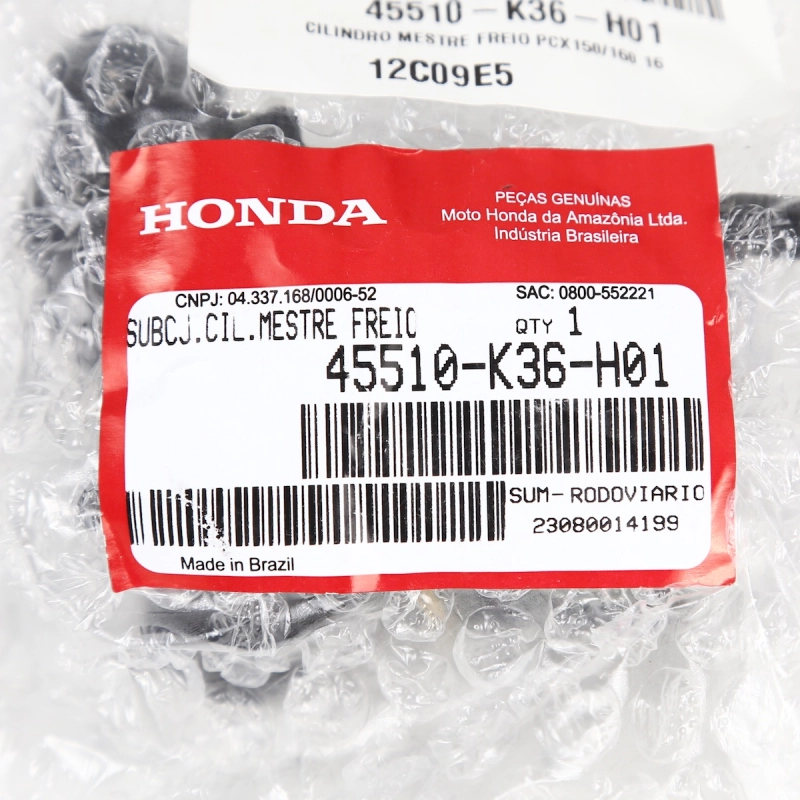 45510-K36-H01
CILINDRO MESTRE FREIO PCX150/160 16
12C09E5
HONDA
PEÇAS GENUÍNAS
Moto Honda da Amazônia Ltda.
Indústria Brasileira
CNPJ: 04.337.168/0006-52
SAC: 0800-552221
SUBCJ.CIL.MESTRE FREIO
QTY 1
45510-K36-H01
SUM-RODOVIARIO
23080014199
Made in Brazil